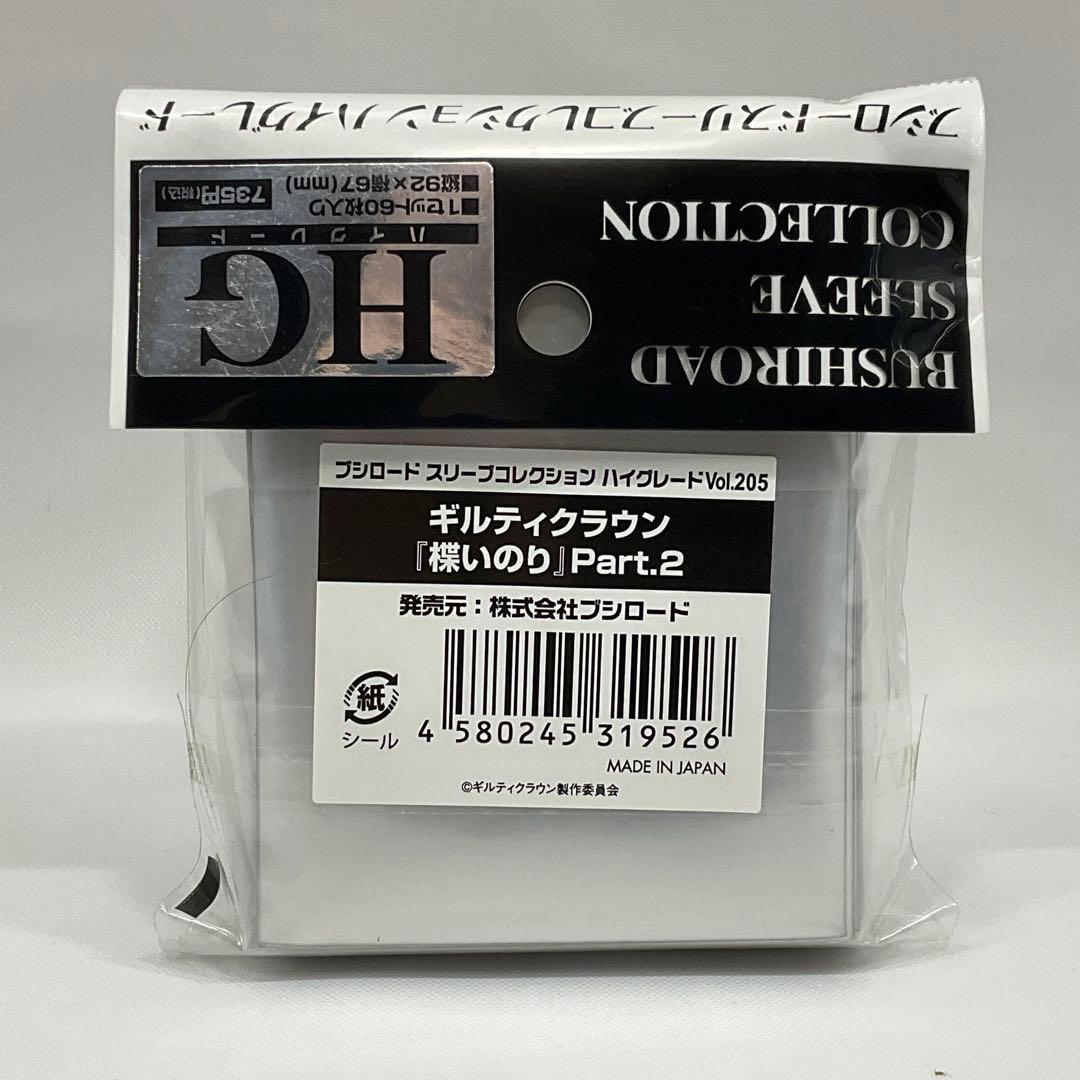 ブシロードスリーブコレクション ハイグレード
BUSHIROAD
SLEEVE
COLLECTION
HG
ハイグレード
■1セット60枚入り
■縦92×横67(mm)
735円(税込)
ブシロード スリーブコレクション ハイグレードVol.205
ギルティクラウン
『楪いのり』Part.2
発売元：株式会社ブシロード
紙
シール
4 580245 319526
MADE IN JAPAN
©ギルティクラウン製作委員会